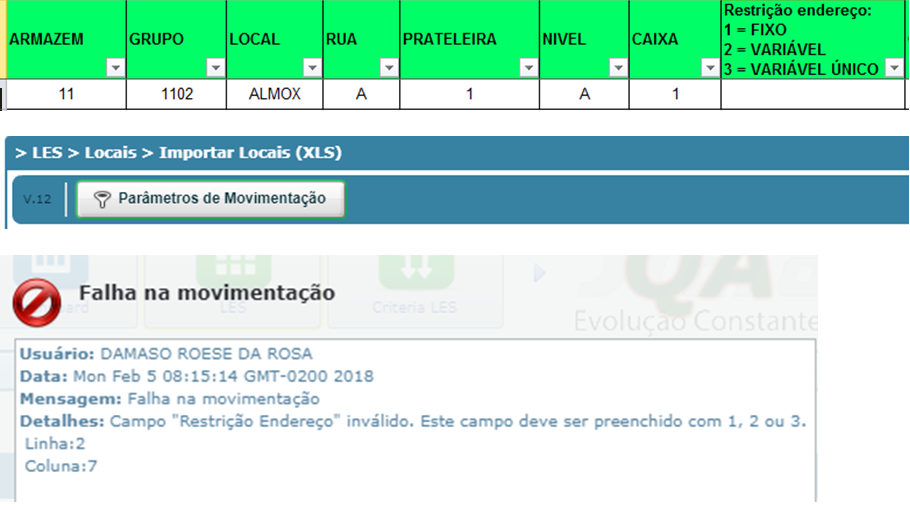 ARMAZEM GRUPO LOCAL RUA PRATELEIRA NIVEL CAIXA Restrição endereço:
1 = FIXO
2 = VARIÁVEL
3 = VARIÁVEL ÚNICO
11 1102 ALMOX A 1 A 1
> LES > Locais > Importar Locais (XLS)
V.12 Parâmetros de Movimentação
Falha na movimentação
LES Criteria LES
QA
Evolução Constante
Usuário: DAMASO ROESE DA ROSA
Data: Mon Feb 5 08:15:14 GMT-0200 2018
Mensagem: Falha na movimentação
Detalhes: Campo "Restrição Endereço" inválido. Este campo deve ser preenchido com 1, 2 ou 3.
Linha:2
Coluna:7